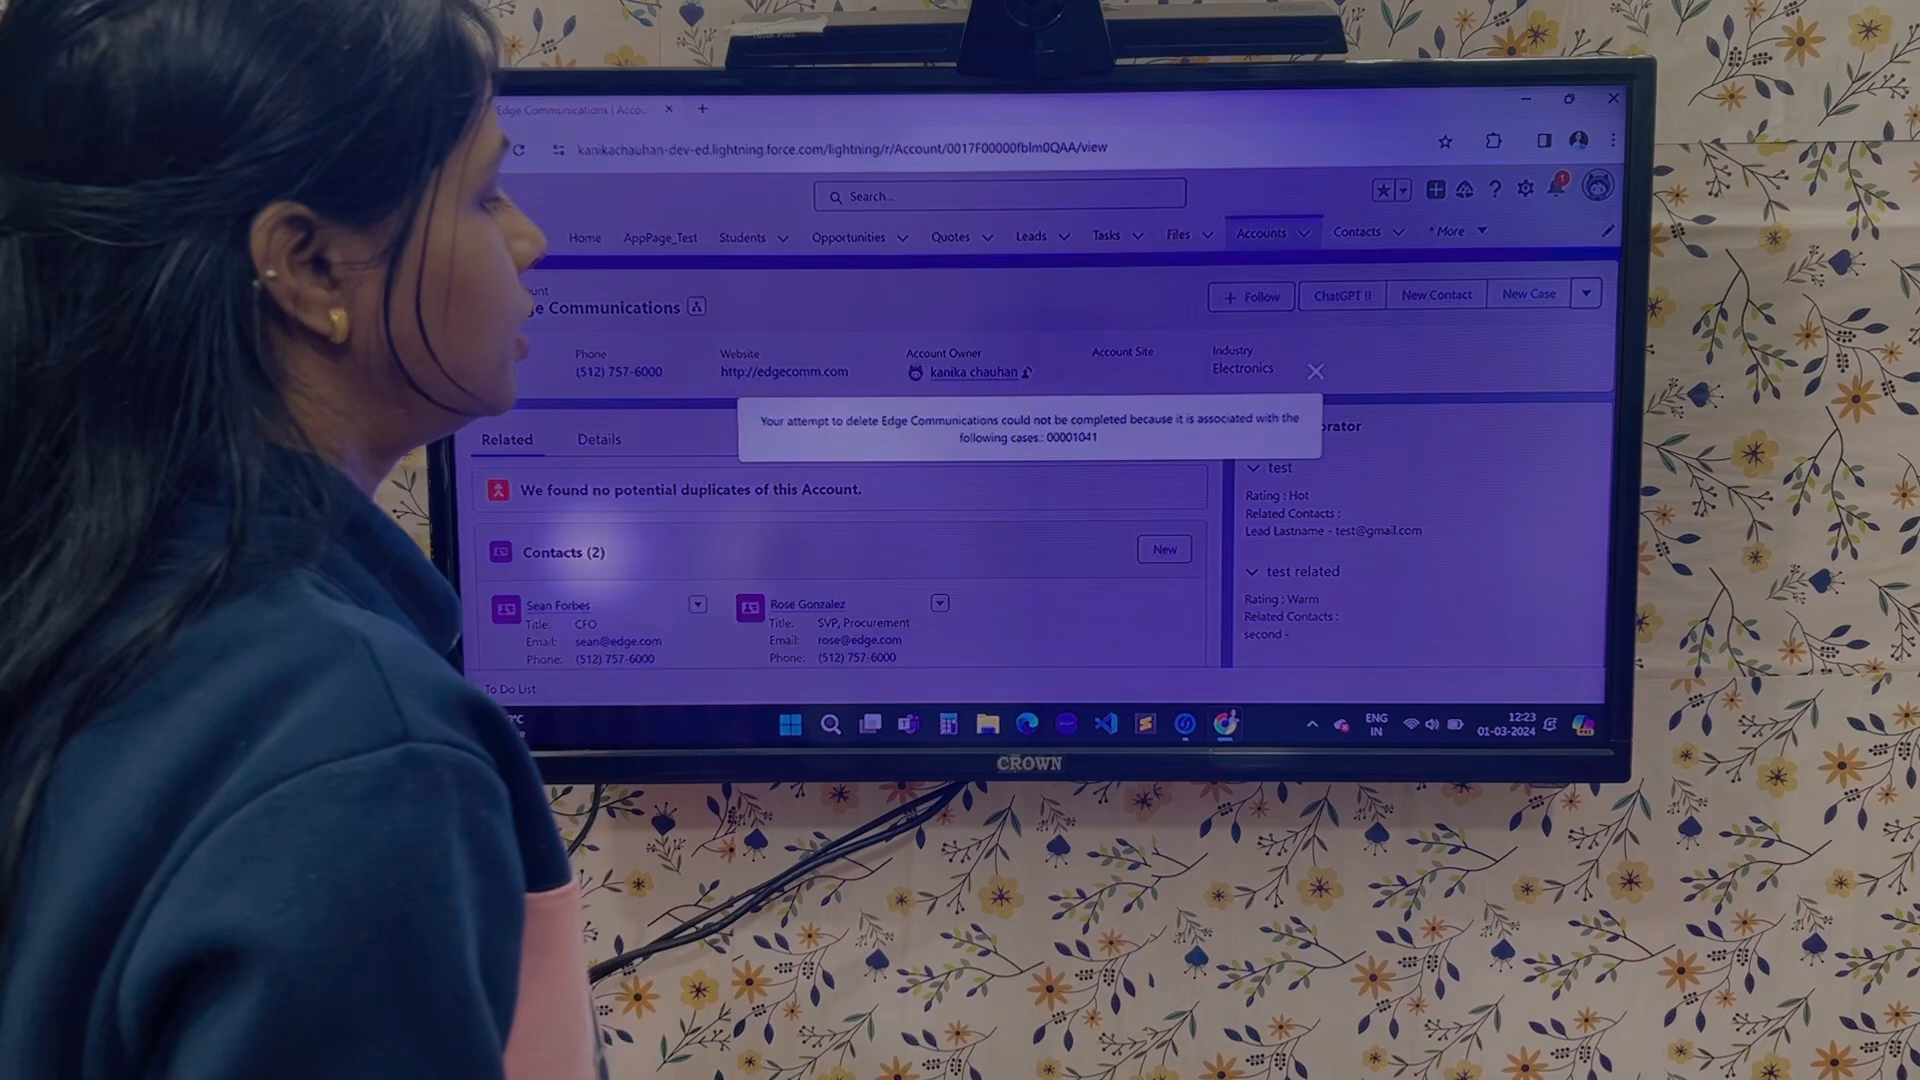 Edge Communications | Accou
kanikachauhan-dev-ed.lightning.force.com/lightning/r/Account/0017F00000fblm0QAA/view
Search...
1
Home AppPage_Test Students Opportunities Quotes Leads Tasks Files Accounts Contacts * More
unt
ge Communications
Follow ChatGPT !! New Contact New Case
Phone Website Account Owner Account Site Industry
(512) 757-6000 http://edgecomm.com kanika chauhan Electronics
Your attempt to delete Edge Communications could not be completed because it is associated with the
following cases.: 00001041
Related Details
orator
test
Rating : Hot
Related Contacts :
Lead Lastname - test@gmail.com
test related
Rating : Warm
Related Contacts :
second -
We found no potential duplicates of this Account.
Contacts (2)
New
Sean Forbes
Title: CFO
Email: sean@edge.com
Phone: (512) 757-6000
Rose Gonzalez
Title: SVP, Procurement
Email: rose@edge.com
Phone: (512) 757-6000
To Do List
ENG
IN
12:23
01-03-2024
CROWN